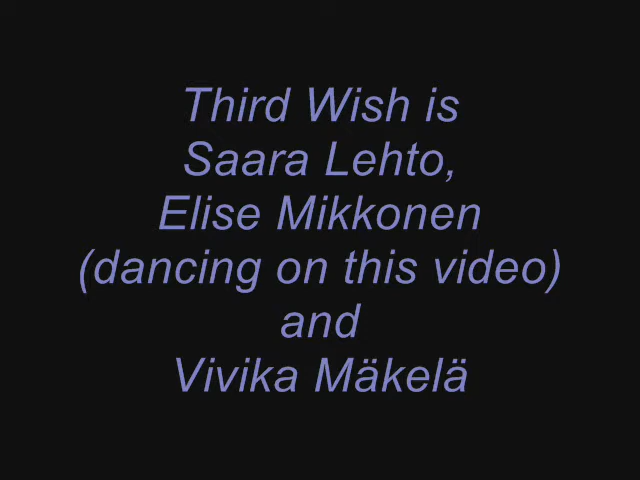 Third Wish is
Saara Lehto,
Elise Mikkonen
(dancing on this video)
and
Vivika Mäkelä